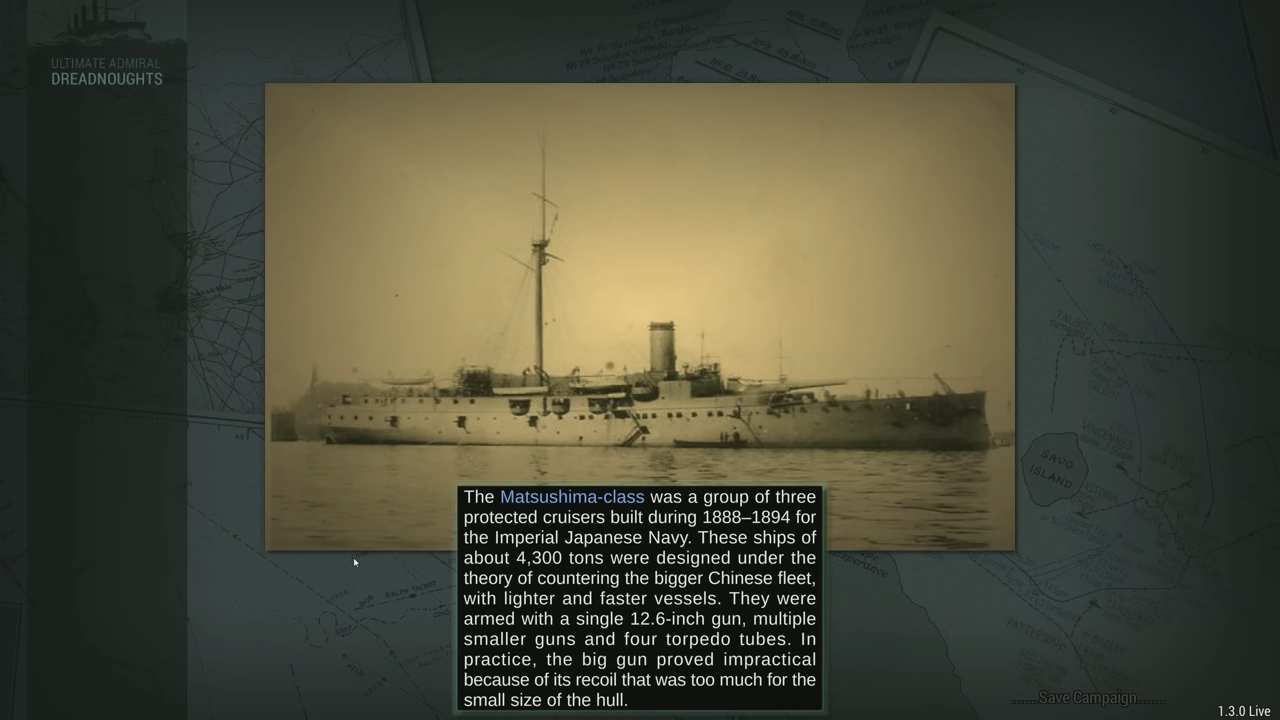 ULTIMATE ADMIRAL
DREADNOUGHTS
SAVO
ISLAND
The Matsushima-class was a group of three
protected cruisers built during 1888–1894 for
the Imperial Japanese Navy. These ships of
about 4,300 tons were designed under the
theory of countering the bigger Chinese fleet,
with lighter and faster vessels. They were
armed with a single 12.6-inch gun, multiple
smaller guns and four torpedo tubes. In
practice, the big gun proved impractical
because of its recoil that was too much for the
small size of the hull.
RALPH TALBOT
.......Save Campaign.......
1.3.0 Live